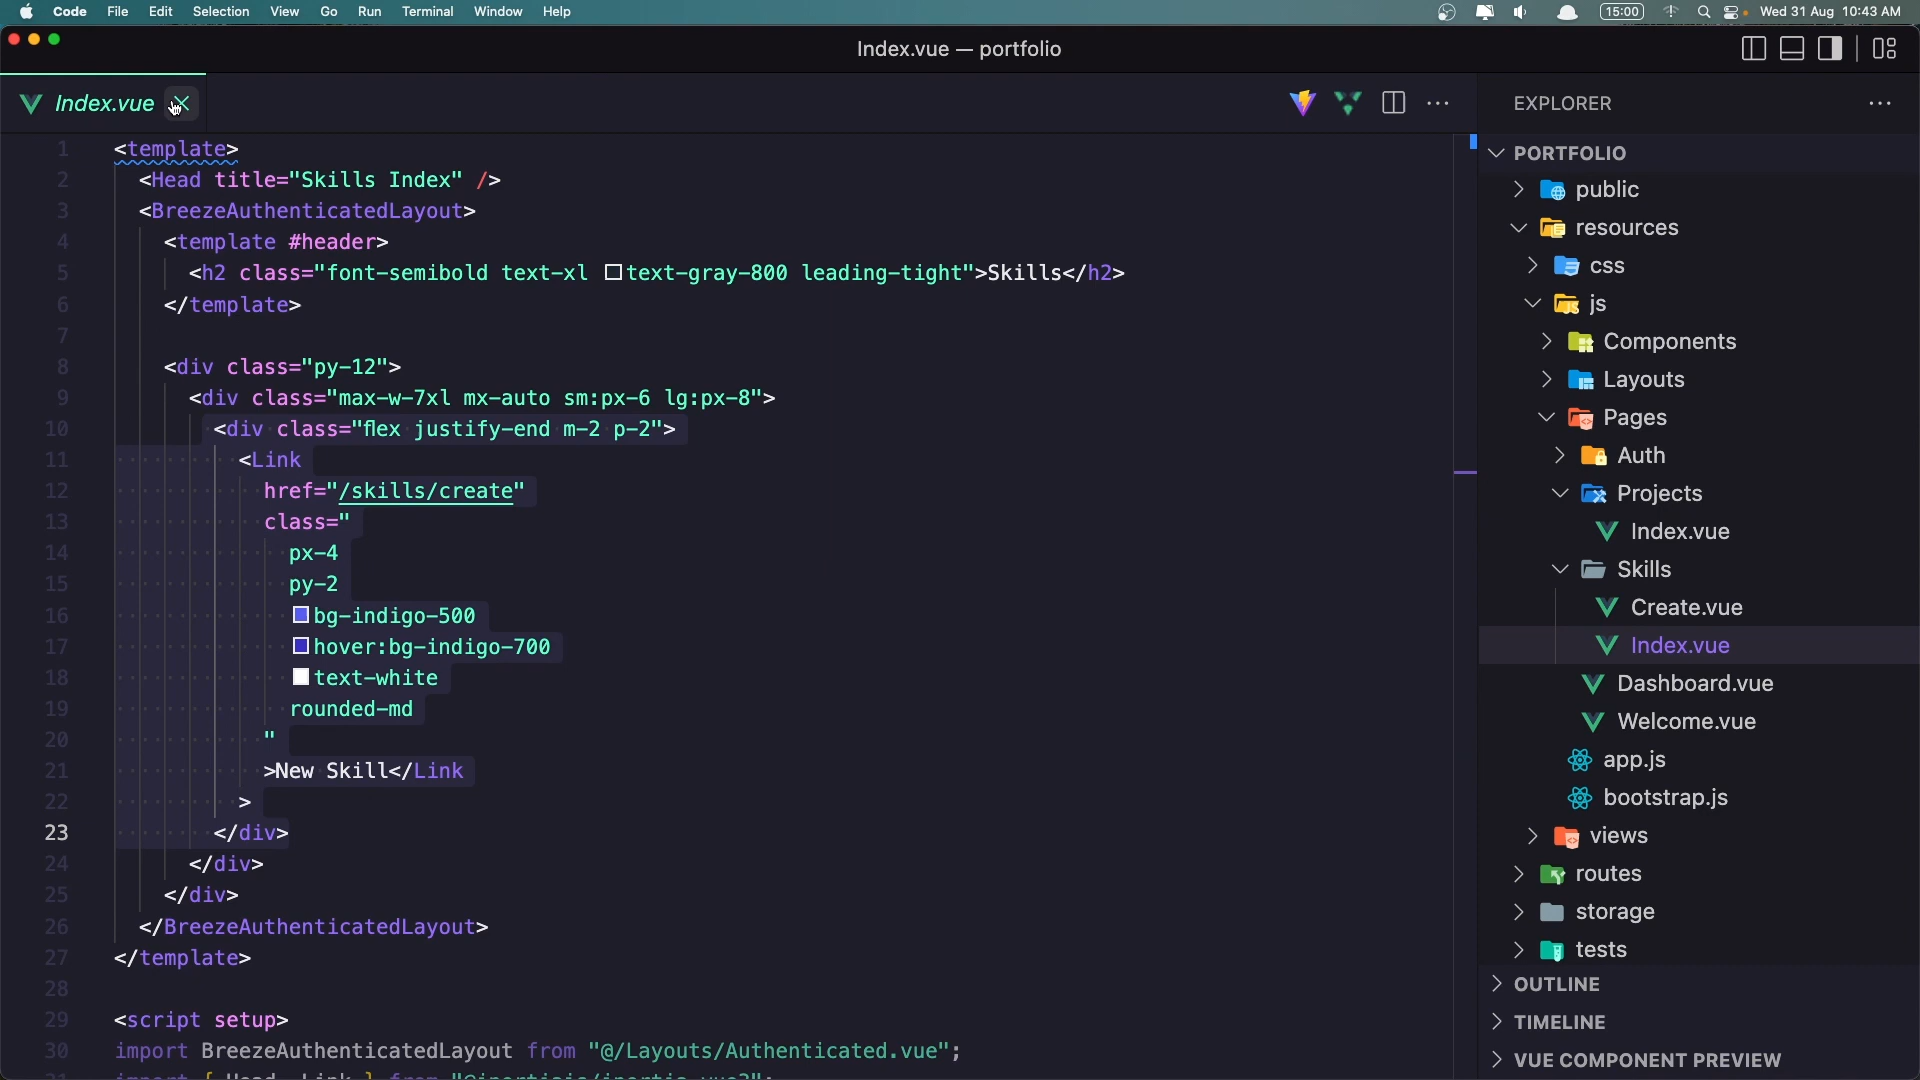 Code File Edit Selection View Go Run Terminal Window Help 15:00 Wed 31 Aug 10:43 AM
Index.vue — portfolio
Index.vue
1 <template>
2 <Head title="Skills Index" />
3 <BreezeAuthenticatedLayout>
4 <template #header>
5 <h2 class="font-semibold text-xl text-gray-800 leading-tight">Skills</h2>
6 </template>
7
8 <div class="py-12">
9 <div class="max-w-7xl mx-auto sm:px-6 lg:px-8">
10 <div class="flex justify-end m-2 p-2">
11 <Link
12 href="/skills/create"
13 class="
14 px-4
15 py-2
16 bg-indigo-500
17 hover:bg-indigo-700
18 text-white
19 rounded-md
20 "
21 >New Skill</Link
22 >
23 </div>
24 </div>
25 </div>
26 </BreezeAuthenticatedLayout>
27 </template>
28
29 <script setup>
30 import BreezeAuthenticatedLayout from "@/Layouts/Authenticated.vue";
EXPLORER
PORTFOLIO
public
resources
css
js
Components
Layouts
Pages
Auth
Projects
Index.vue
Skills
Create.vue
Index.vue
Dashboard.vue
Welcome.vue
app.js
bootstrap.js
views
routes
storage
tests
OUTLINE
TIMELINE
VUE COMPONENT PREVIEW